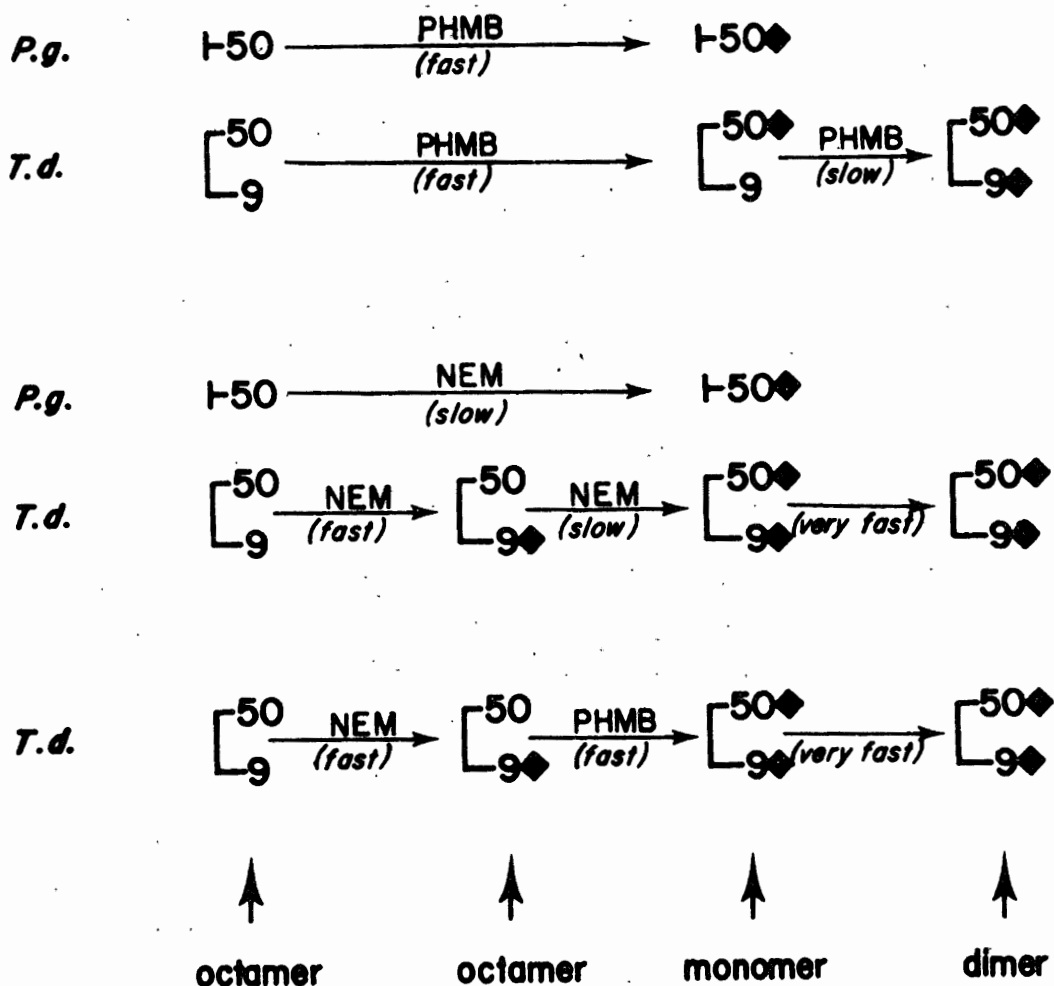 P.g. ⊢50 PHMB (fast) ⊢50◆
T.d. 50 9 PHMB (fast) 50◆ 9 PHMB (slow) 50◆ 9◆
P.g. ⊢50 NEM (slow) ⊢50◆
T.d. 50 9 NEM (fast) 50 9◆ NEM (slow) 50◆ 9◆ (very fast) 50◆ 9◆
T.d. 50 9 NEM (fast) 50 9◆ PHMB (fast) 50◆ 9◆ (very fast) 50◆ 9◆
octamer octamer monomer dimer